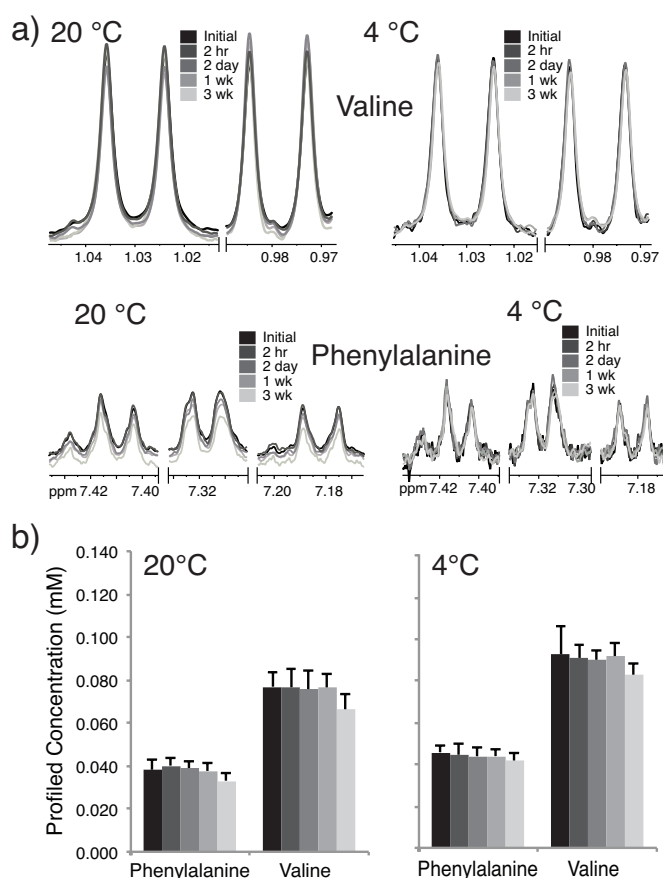 a) 20 °C
Initial
2 hr
2 day
1 wk
3 wk
4 °C
Initial
2 hr
2 day
1 wk
3 wk
Valine
1.04 1.03 1.02 0.98 0.97
1.04 1.03 1.02 0.98 0.97
20 °C
Initial
2 hr
2 day
1 wk
3 wk
4 °C
Initial
2 hr
2 day
1 wk
3 wk
Phenylalanine
ppm 7.42 7.40 7.32 7.20 7.18
ppm 7.42 7.40 7.32 7.30 7.18
b)
Profiled Concentration (mM)
0.140
0.120
0.100
0.080
0.060
0.040
0.020
0.000
20°C
Phenylalanine Valine
4°C
Phenylalanine Valine